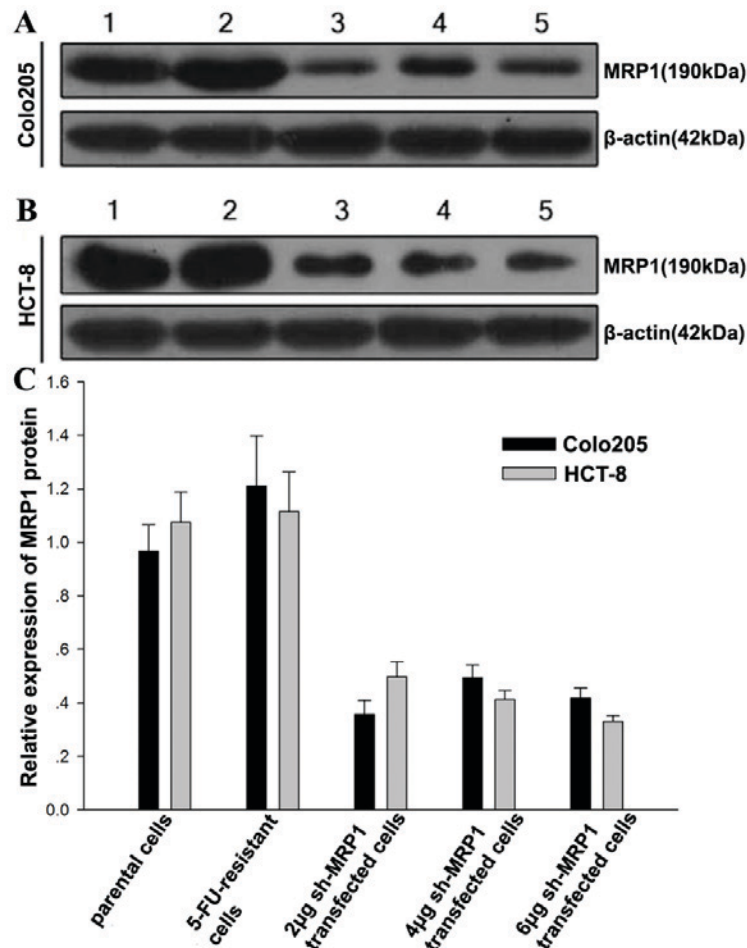 A
1 2 3 4 5
Colo205
MRP1(190kDa)
β-actin(42kDa)
B
1 2 3 4 5
HCT-8
MRP1(190kDa)
β-actin(42kDa)
C
Relative expression of MRP1 protein
1.6
1.4
1.2
1.0
.8
.6
.4
.2
0.0
Colo205
HCT-8
parental cells
5-FU-resistant
cells
2μg sh-MRP1
transfected cells
4μg sh-MRP1
transfected cells
6μg sh-MRP1
transfected cells